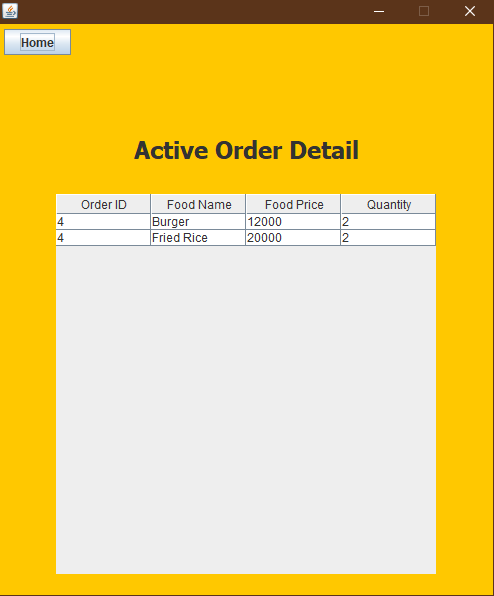 Home
Active Order Detail
Order ID Food Name Food Price Quantity
4 Burger 12000 2
4 Fried Rice 20000 2